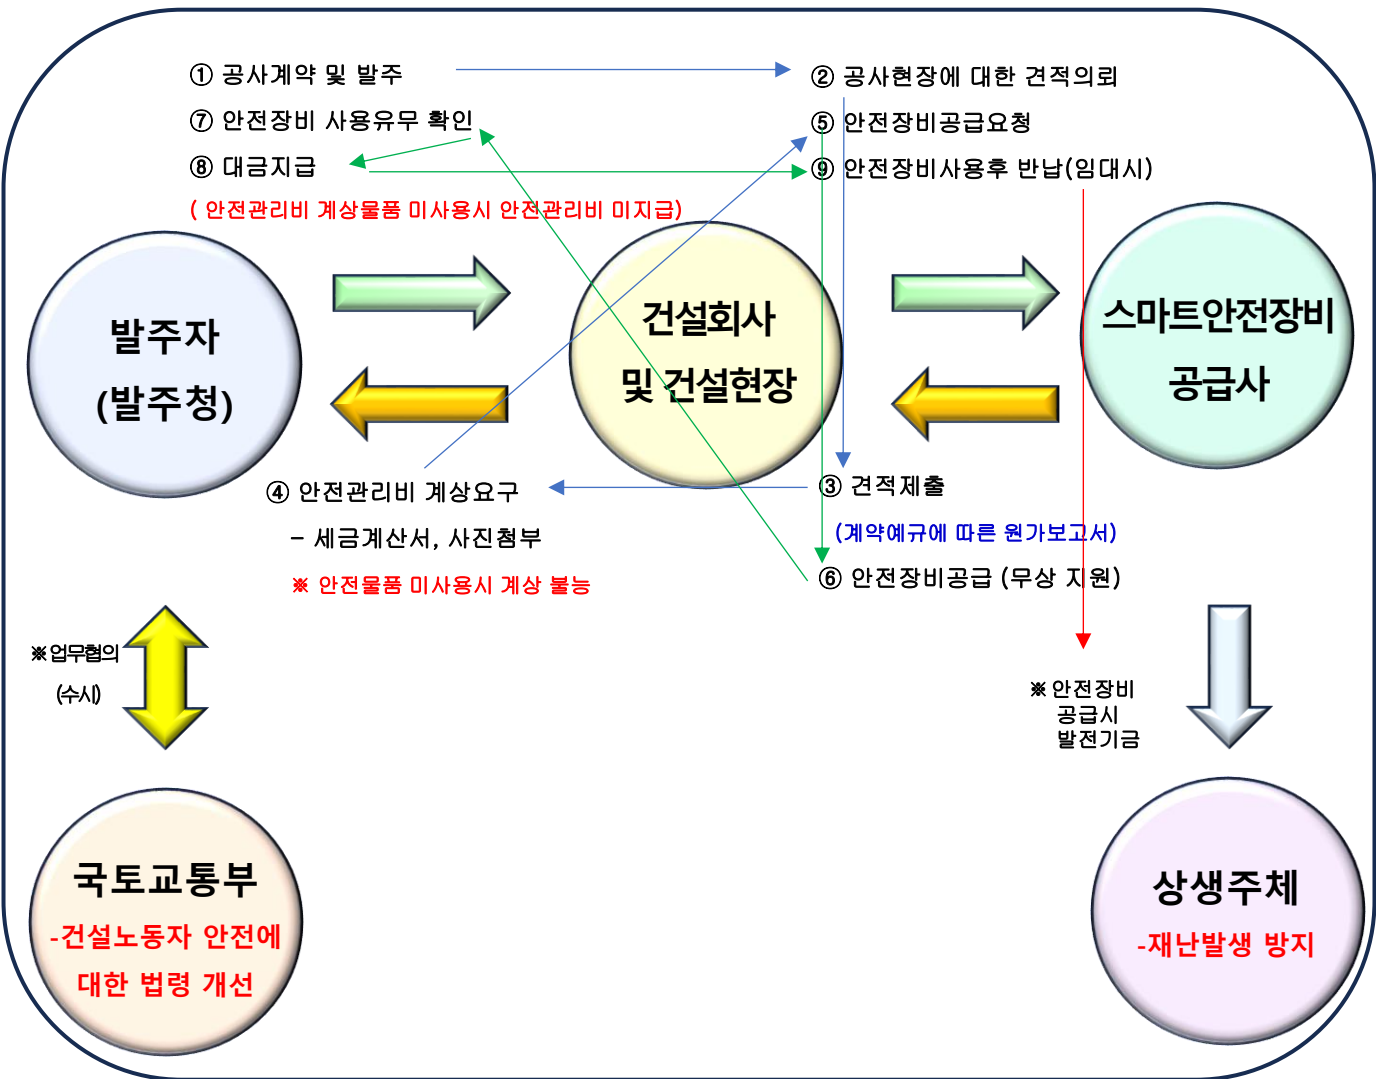 ① 공사계약 및 발주
⑦ 안전장비 사용유무 확인
⑧ 대금지급
( 안전관리비 계상물품 미사용시 안전관리비 미지급)
② 공사현장에 대한 견적의뢰
⑤ 안전장비공급요청
⑨ 안전장비사용후 반납(임대시)
발주자
(발주청)
건설회사
및 건설현장
스마트안전장비
공급사
④ 안전관리비 계상요구
- 세금계산서, 사진첨부
※ 안전물품 미사용시 계상 불능
③ 견적제출
(계약예규에 따른 원가보고서)
⑥ 안전장비공급 (무상 지원)
※ 업무협의
(수시)
※ 안전장비
공급시
발전기금
국토교통부
-건설노동자 안전에
대한 법령 개선
상생주체
-재난발생 방지